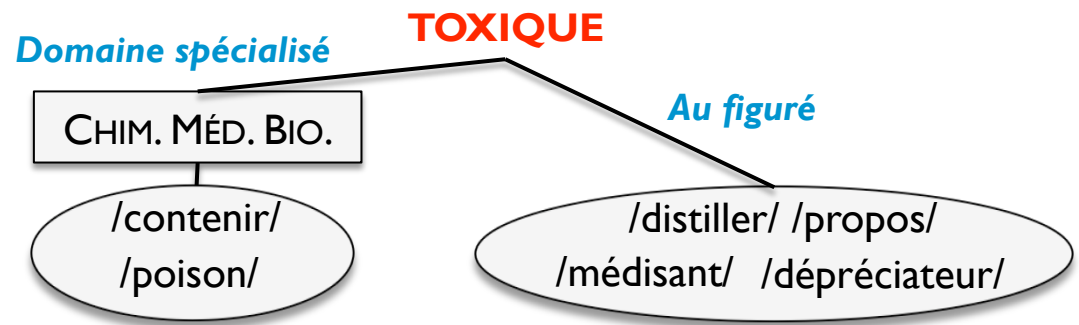 TOXIQUE
Domaine spécialisé
CHIM. MÉD. BIO.
Au figuré
/contenir/
/poison/
/distiller/ /propos/
/médisant/ /dépréciateur/